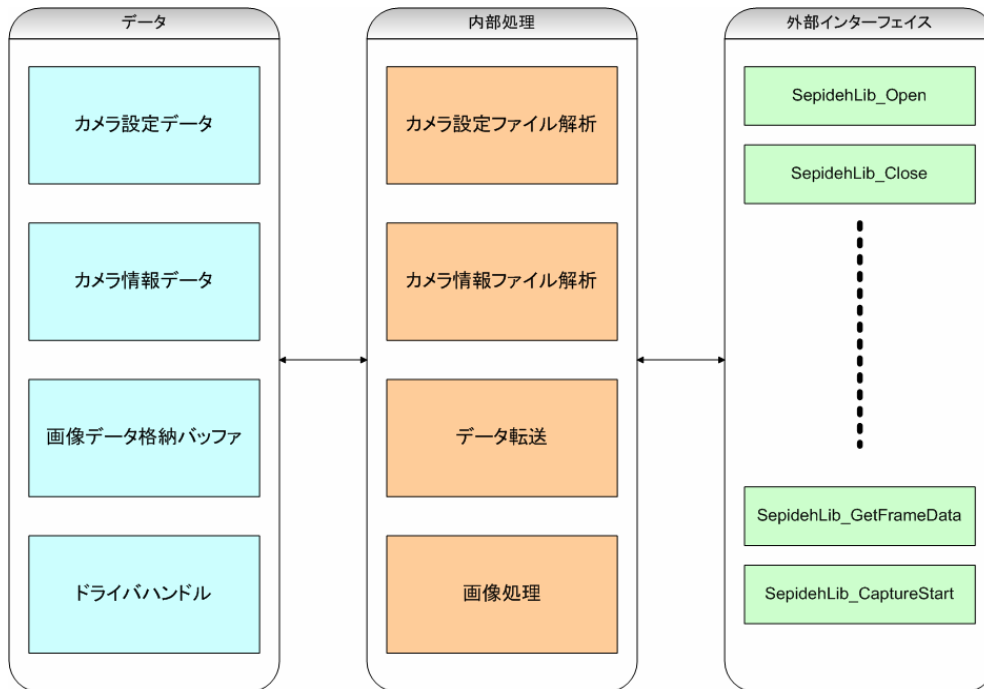 データ
カメラ設定データ
カメラ情報データ
画像データ格納バッファ
ドライバハンドル
内部処理
カメラ設定ファイル解析
カメラ情報ファイル解析
データ転送
画像処理
外部インターフェイス
SepidehLib_Open
SepidehLib_Close
SepidehLib_GetFrameData
SepidehLib_CaptureStart